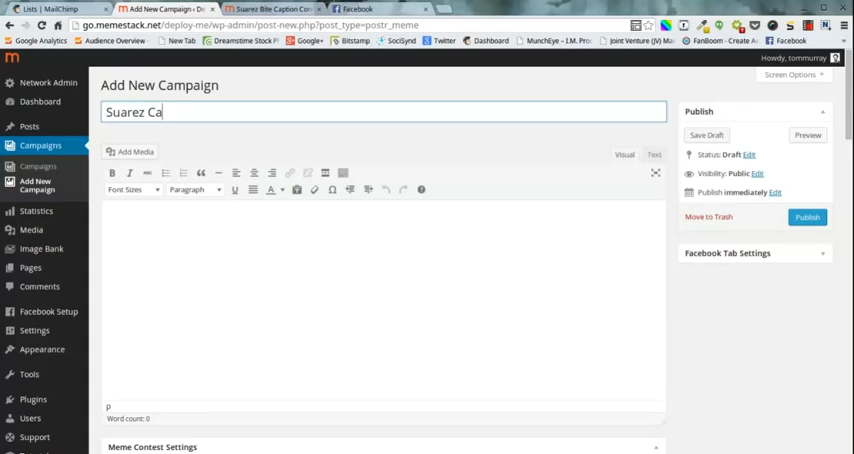 Lists | MailChimp
Add New Campaign ‹ De
Suarez Bite Caption Con
Facebook
go.memestack.net/deploy-me/wp-admin/post-new.php?post_type=postr_meme
Google Analytics
Audience Overview -
New Tab
Dreamstime Stock P
Google+
Bitstamp
SociSynd
Twitter
Dashboard
MunchEye – I.M. Proc
Joint Venture (JV) Ma
FanBoom - Create A
Facebook
Howdy, tommurray
Screen Options
Network Admin
Dashboard
Posts
Campaigns
Campaigns
Add New
Campaign
Statistics
Media
Image Bank
Pages
Comments
Facebook Setup
Settings
Appearance
Tools
Plugins
Users
Support
Add New Campaign
Suarez Ca
Add Media
Visual
Text
B I ABC
Font Sizes
Paragraph
U
A
P
Word count: 0
Meme Contest Settings
Publish
Save Draft
Preview
Status: Draft Edit
Visibility: Public Edit
Publish immediately Edit
Move to Trash
Publish
Facebook Tab Settings